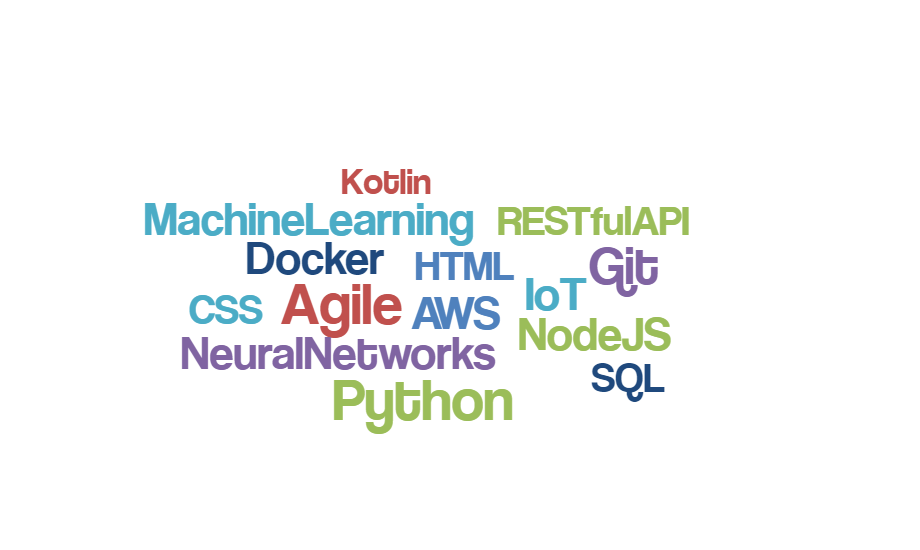 Kotlin
MachineLearning RESTfulAPI
Docker HTML Git
CSS Agile AWS IoT
NeuralNetworks NodeJS
Python SQL